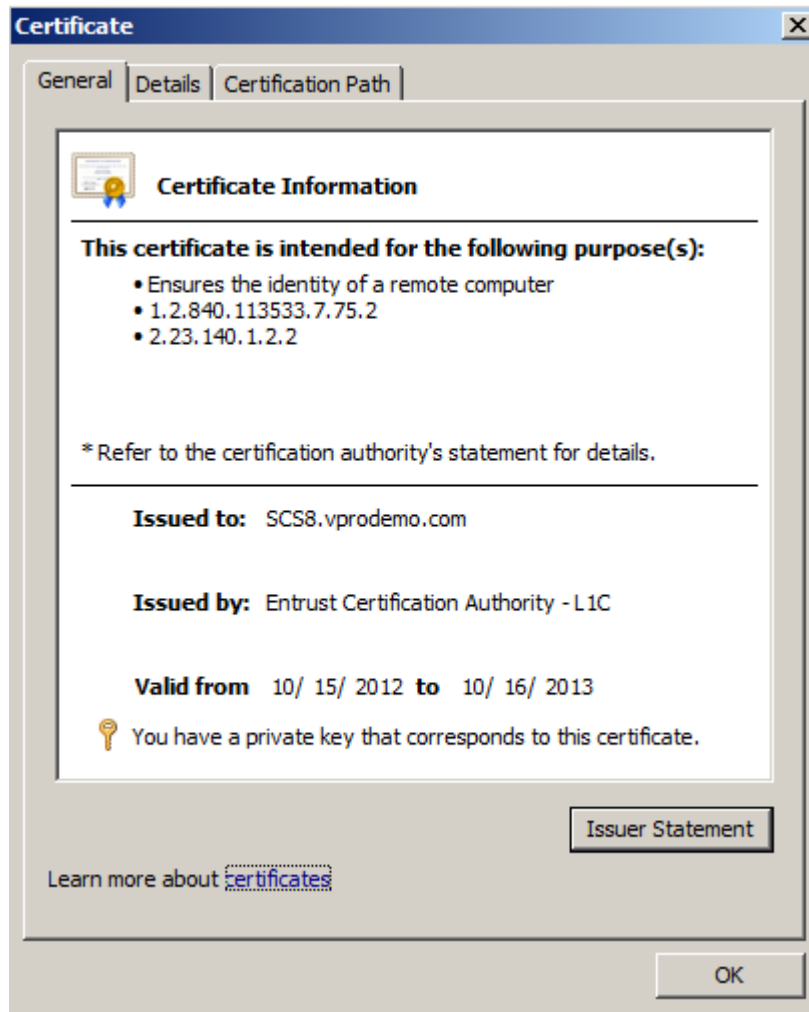 Certificate
General Details Certification Path
Certificate Information
This certificate is intended for the following purpose(s):
• Ensures the identity of a remote computer
• 1.2.840.113533.7.75.2
• 2.23.140.1.2.2
* Refer to the certification authority's statement for details.
Issued to: SCS8.vprodemo.com
Issued by: Entrust Certification Authority - L1C
Valid from 10/ 15/ 2012 to 10/ 16/ 2013
You have a private key that corresponds to this certificate.
Issuer Statement
Learn more about certificates
OK